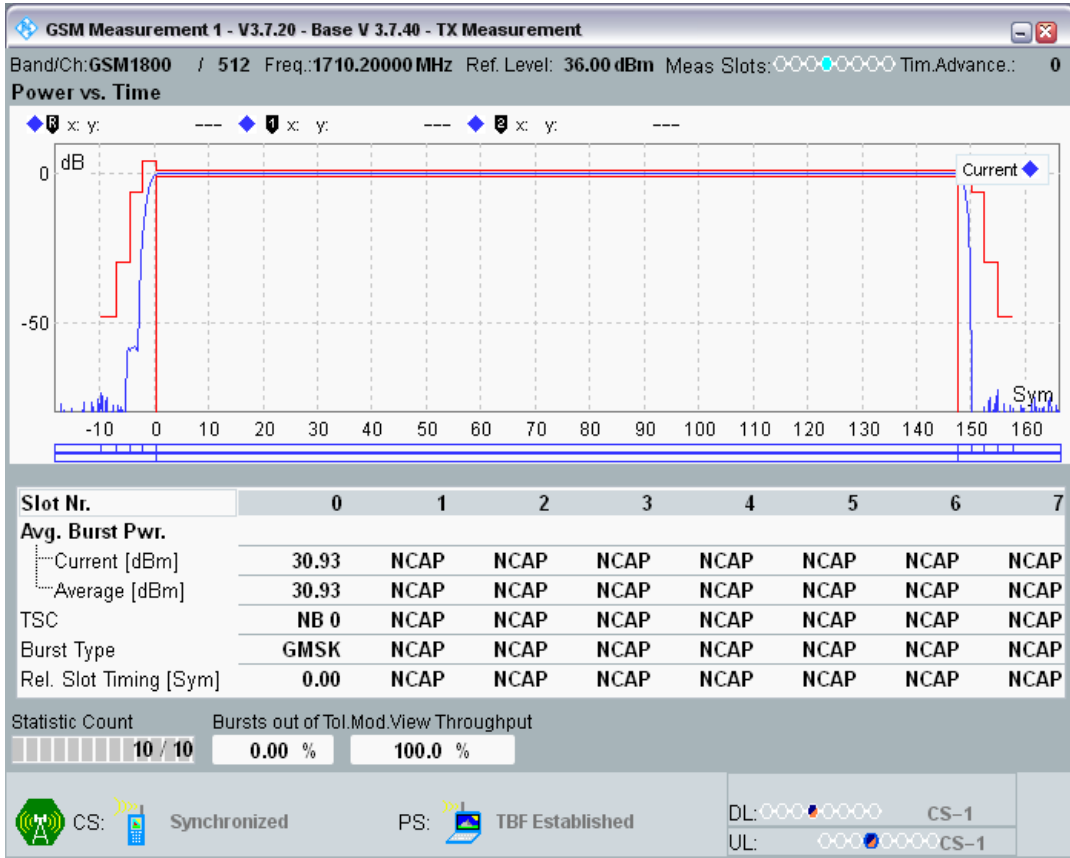 GSM Measurement 1 - V3.7.20 - Base V 3.7.40 - TX Measurement
Band/Ch:GSM1800 / 512 Freq.:1710.20000 MHz Ref. Level: 36.00 dBm Meas Slots: Tim.Advance.: 0
Power vs. Time
R x: y: --- 1 x: y: --- 2 x: y: ---
dB
Current
0
-50
Sym
-10 0 10 20 30 40 50 60 70 80 90 100 110 120 130 140 150 160
Slot Nr. 0 1 2 3 4 5 6 7
Avg. Burst Pwr.
Current [dBm] 30.93 NCAP NCAP NCAP NCAP NCAP NCAP NCAP
Average [dBm] 30.93 NCAP NCAP NCAP NCAP NCAP NCAP NCAP
TSC NB 0 NCAP NCAP NCAP NCAP NCAP NCAP NCAP
Burst Type GMSK NCAP NCAP NCAP NCAP NCAP NCAP NCAP
Rel. Slot Timing [Sym] 0.00 NCAP NCAP NCAP NCAP NCAP NCAP NCAP
Statistic Count Bursts out of Tol.Mod.View Throughput
10 / 10 0.00 % 100.0 %
CS: Synchronized PS: TBF Established
DL: CS-1
UL: CS-1